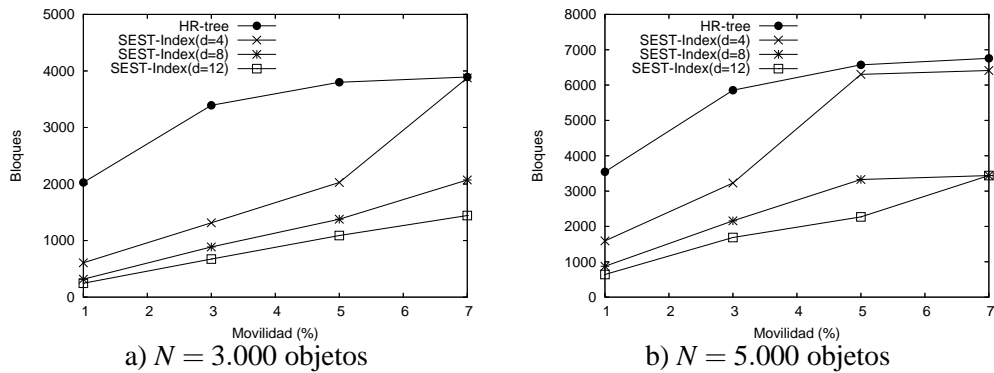 HR-tree
SEST-Index(d=4)
SEST-Index(d=8)
SEST-Index(d=12)
5000
4000
3000
2000
1000
0
Bloques
1 2 3 4 5 6 7
Movilidad (%)
a) N = 3.000 objetos
HR-tree
SEST-Index(d=4)
SEST-Index(d=8)
SEST-Index(d=12)
8000
7000
6000
5000
4000
3000
2000
1000
0
Bloques
1 2 3 4 5 6 7
Movilidad (%)
b) N = 5.000 objetos